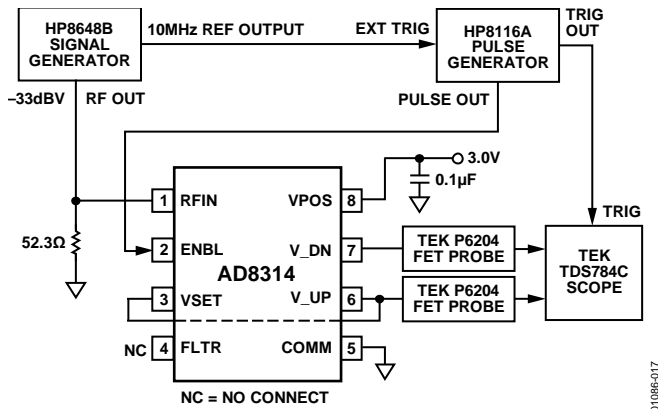 HP8648B
SIGNAL
GENERATOR
10MHz REF OUTPUT
EXT TRIG
HP8116A
PULSE
GENERATOR
TRIG
OUT
–33dBV
RF OUT
PULSE OUT
3.0V
0.1µF
TRIG
52.3Ω
1 RFIN
VPOS 8
2 ENBL
V_DN 7
AD8314
3 VSET
V_UP 6
NC 4 FLTR
COMM 5
TEK P6204
FET PROBE
TEK P6204
FET PROBE
TEK
TDS784C
SCOPE
NC = NO CONNECT
01086-017